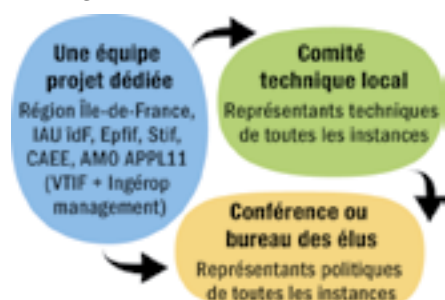 Une équipe
projet dédiée
Région Île-de-France,
IAU îdF, Epfif, Stif,
CAEE, AMO APPL11
(VTIF + Ingérop
management)
Comité
technique local
Représentants techniques
de toutes les instances
Conférence ou
bureau des élus
Représentants politiques
de toutes les instances